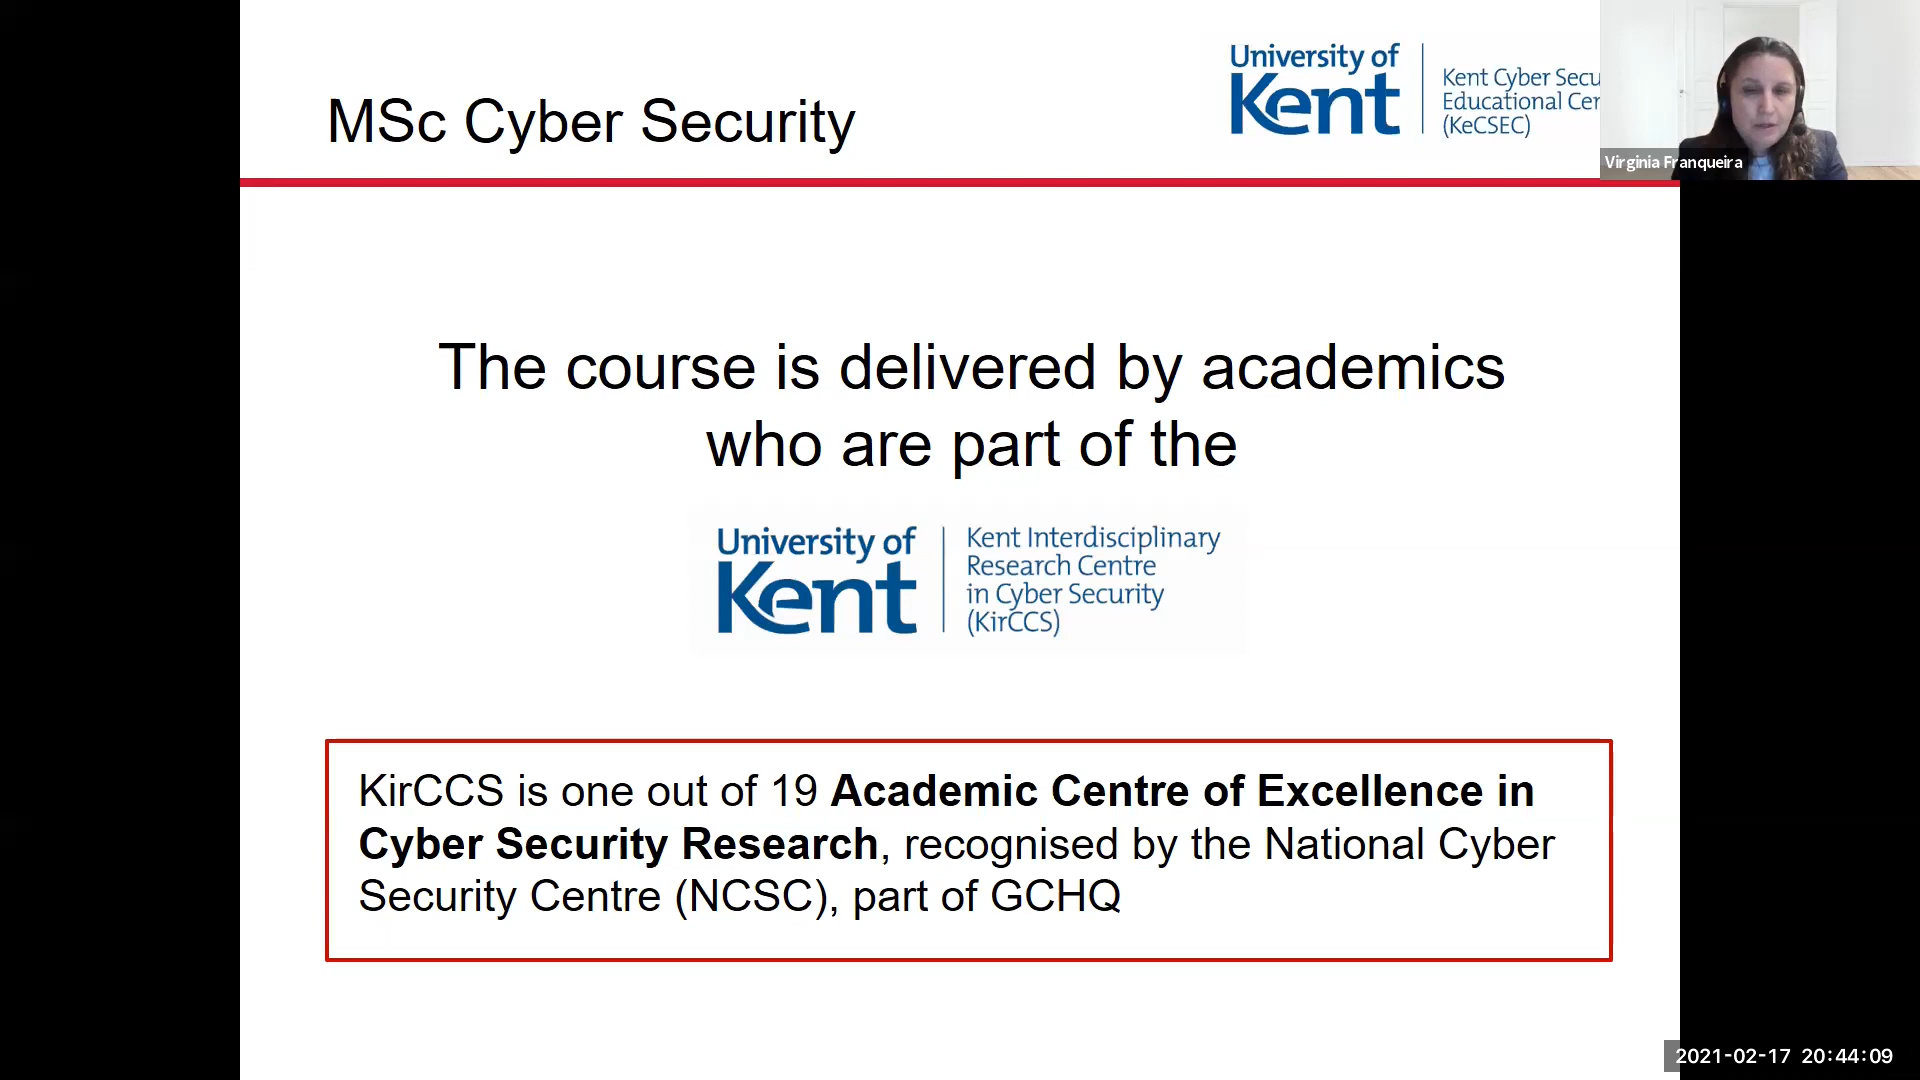 MSc Cyber Security
University of
Kent
Kent Cyber Secu
Educational Cer
(KeCSEC)
Virginia Franqueira
The course is delivered by academics
who are part of the
University of
Kent
Kent Interdisciplinary
Research Centre
in Cyber Security
(KirCCS)
KirCCS is one out of 19 Academic Centre of Excellence in
Cyber Security Research, recognised by the National Cyber
Security Centre (NCSC), part of GCHQ
2021-02-17 20:44:09